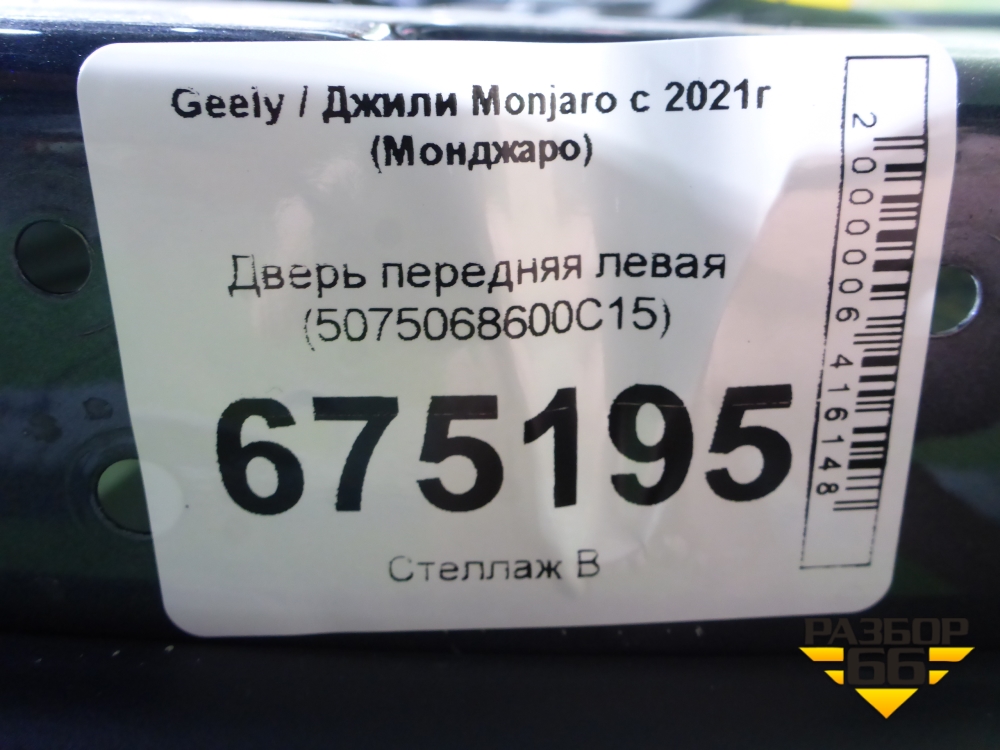 Geely / Джили Monjaro с 2021г
(Монджаро)
Дверь передняя левая
(5075068600C15)
675195
Стеллаж В
2000006416148
РАЗБОР
66